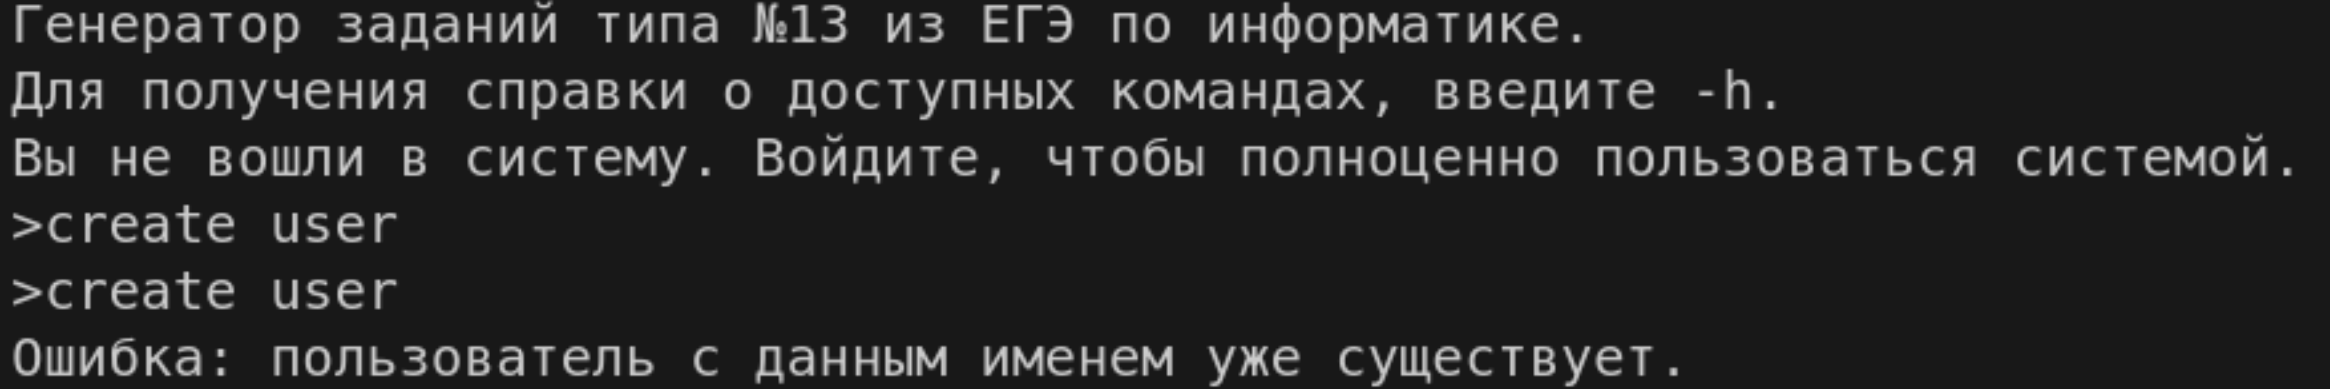 Генератор заданий типа №13 из ЕГЭ по информатике.
Для получения справки о доступных командах, введите -h.
Вы не вошли в систему. Войдите, чтобы полноценно пользоваться системой.
>create user
>create user
Ошибка: пользователь с данным именем уже существует.